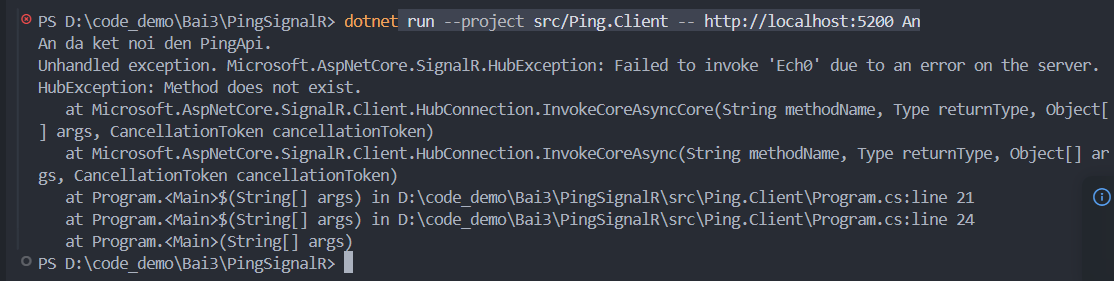 PS D:\code_demo\Bai3\PingSignalR> dotnet run --project src/Ping.Client -- http://localhost:5200 An
An da ket noi den PingApi.
Unhandled exception. Microsoft.AspNetCore.SignalR.HubException: Failed to invoke 'Ech0' due to an error on the server.
HubException: Method does not exist.
at Microsoft.AspNetCore.SignalR.Client.HubConnection.InvokeCoreAsyncCore(String methodName, Type returnType, Object[
] args, CancellationToken cancellationToken)
at Microsoft.AspNetCore.SignalR.Client.HubConnection.InvokeCoreAsync(String methodName, Type returnType, Object[] ar
gs, CancellationToken cancellationToken)
at Program.<Main>$(String[] args) in D:\code_demo\Bai3\PingSignalR\src\Ping.Client\Program.cs:line 21
at Program.<Main>$(String[] args) in D:\code_demo\Bai3\PingSignalR\src\Ping.Client\Program.cs:line 24
at Program.<Main>(String[] args)
PS D:\code_demo\Bai3\PingSignalR>